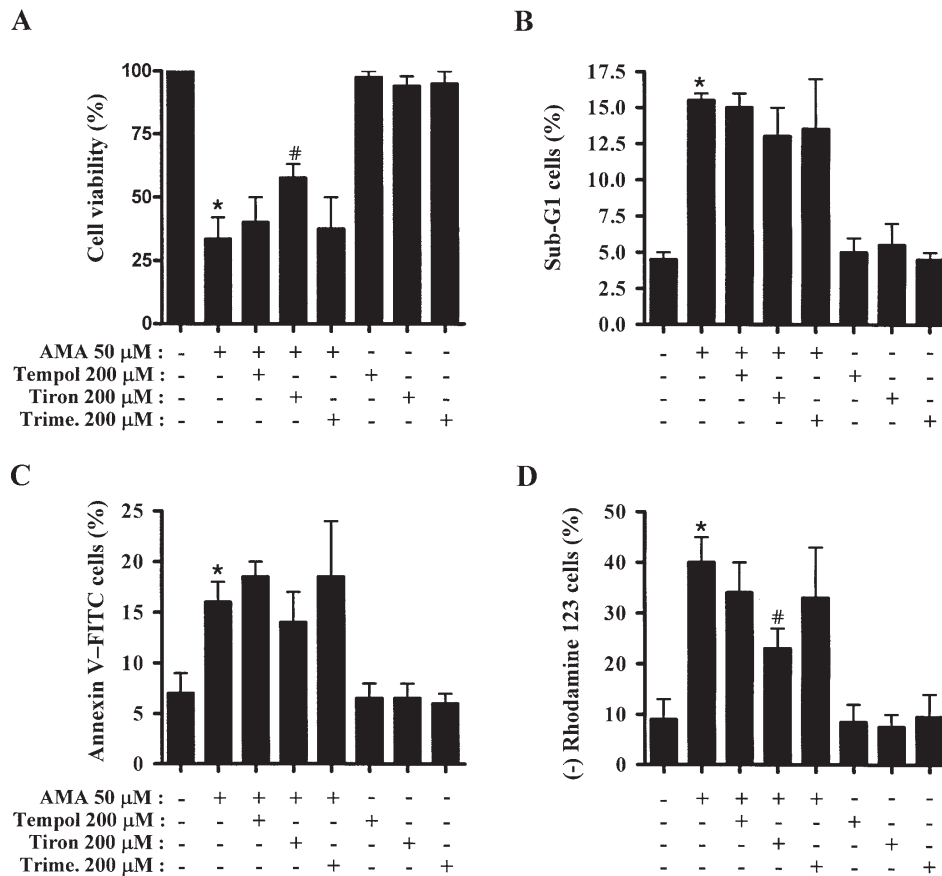 A
Cell viability (%)
100
75
50
25
0
*
#
AMA 50 µM : - + + + + - - -
Tempol 200 µM : - - + - - + - -
Tiron 200 µM : - - - + - - + -
Trime. 200 µM : - - - - + - - +
B
Sub-G1 cells (%)
17.5
15.0
12.5
10.0
7.5
5.0
2.5
0.0
*
- + + + + - - -
- - + - - + - -
- - - + - - + -
- - - - + - - +
C
Annexin V-FITC cells (%)
25
20
15
10
5
0
*
AMA 50 µM : - + + + + - - -
Tempol 200 µM : - - + - - + - -
Tiron 200 µM : - - - + - - + -
Trime. 200 µM : - - - - + - - +
D
(-) Rhodamine 123 cells (%)
50
40
30
20
10
0
*
#
- + + + + - - -
- - + - - + - -
- - - + - - + -
- - - - + - - +